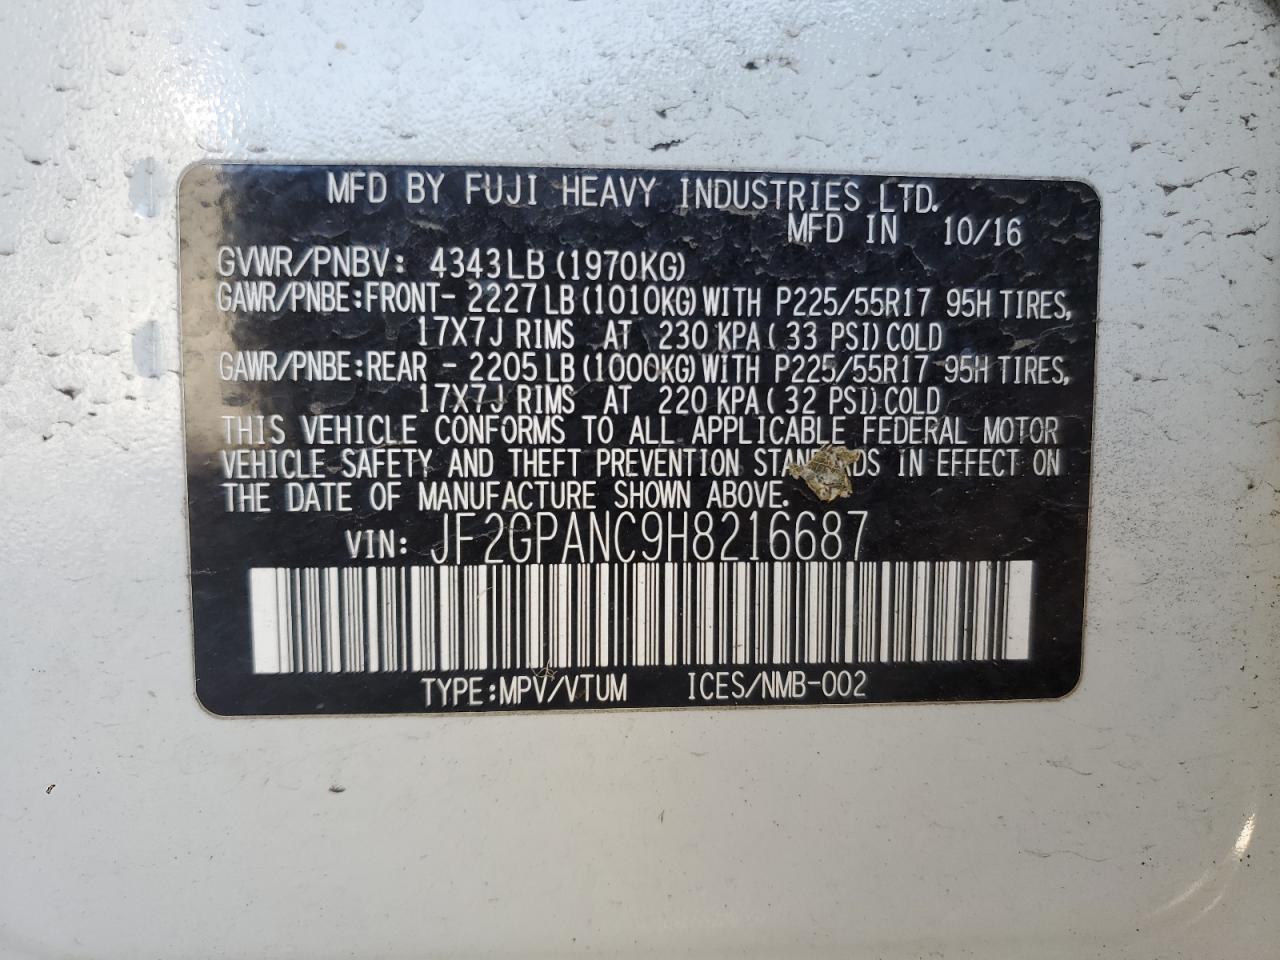 MFD BY FUJI HEAVY INDUSTRIES LTD.
MFD IN 10/16
GVWR/PNBV: 4343LB (1970KG)
GAWR/PNBE:FRONT- 2227LB (1010KG) WITH P225/55R17 95H TIRES,
17X7J RIMS AT 230 KPA( 33 PSI) COLD
GAWR/PNBE:REAR - 2205LB (1000KG) WITH P225/55R17 95H TIRES,
17X7J RIMS AT 220 KPA( 32 PSI) COLD
THIS VEHICLE CONFORMS TO ALL APPLICABLE FEDERAL MOTOR
VEHICLE SAFETY AND THEFT PREVENTION STANDARDS IN EFFECT ON
THE DATE OF MANUFACTURE SHOWN ABOVE.
VIN: JF2GPANC9H8216687
TYPE:MPV/VTUM ICES/NMB-002